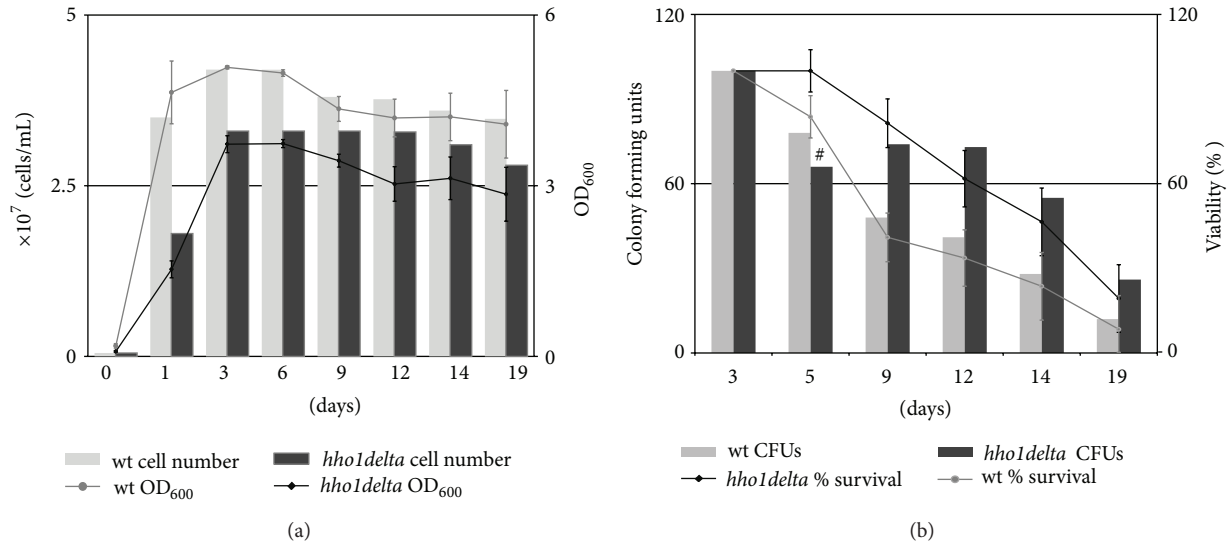 5
2.5
0
×10⁷ (cells/mL)
6
3
0
OD₆₀₀
0 1 3 6 9 12 14 19
(days)
wt cell number
hho1delta cell number
wt OD₆₀₀
hho1delta OD₆₀₀
(a)
120
60
0
Colony forming units
120
60
0
Viability (%)
#
3 5 9 12 14 19
(days)
wt CFUs
hho1delta CFUs
hho1delta % survival
wt % survival
(b)